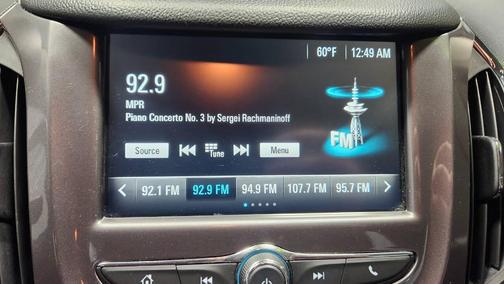 60°F 12:49 AM
92.9
MPR
Piano Concerto No. 3 by Sergei Rachmaninoff
FM
Source Tune Menu
92.1 FM 92.9 FM 94.9 FM 107.7 FM 95.7 FM